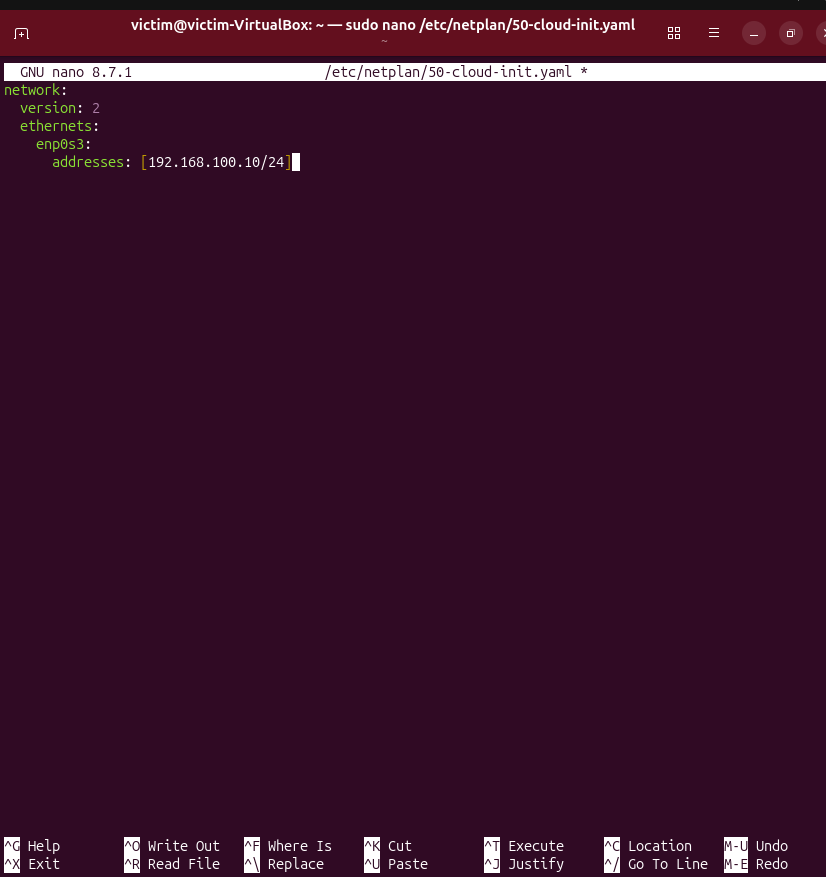 victim@victim-VirtualBox: ~ — sudo nano /etc/netplan/50-cloud-init.yaml
~
GNU nano 8.7.1 /etc/netplan/50-cloud-init.yaml *
network:
  version: 2
  ethernets:
    enp0s3:
      addresses: [192.168.100.10/24]
^G Help ^O Write Out ^F Where Is ^K Cut ^T Execute ^C Location M-U Undo
^X Exit ^R Read File ^\ Replace ^U Paste ^J Justify ^/ Go To Line M-E Redo